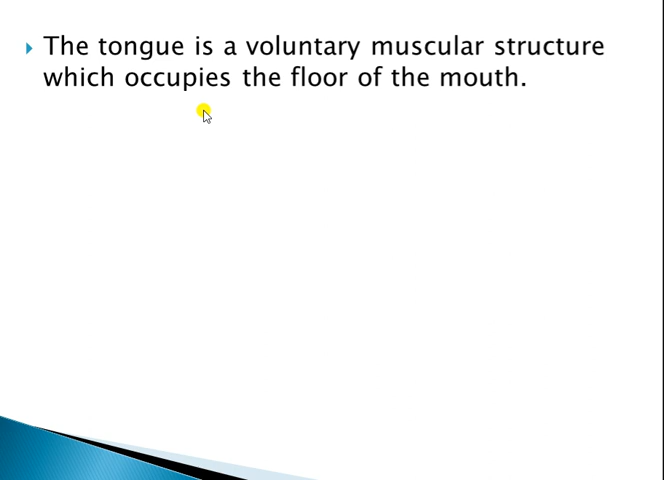 The tongue is a voluntary muscular structure
which occupies the floor of the mouth.